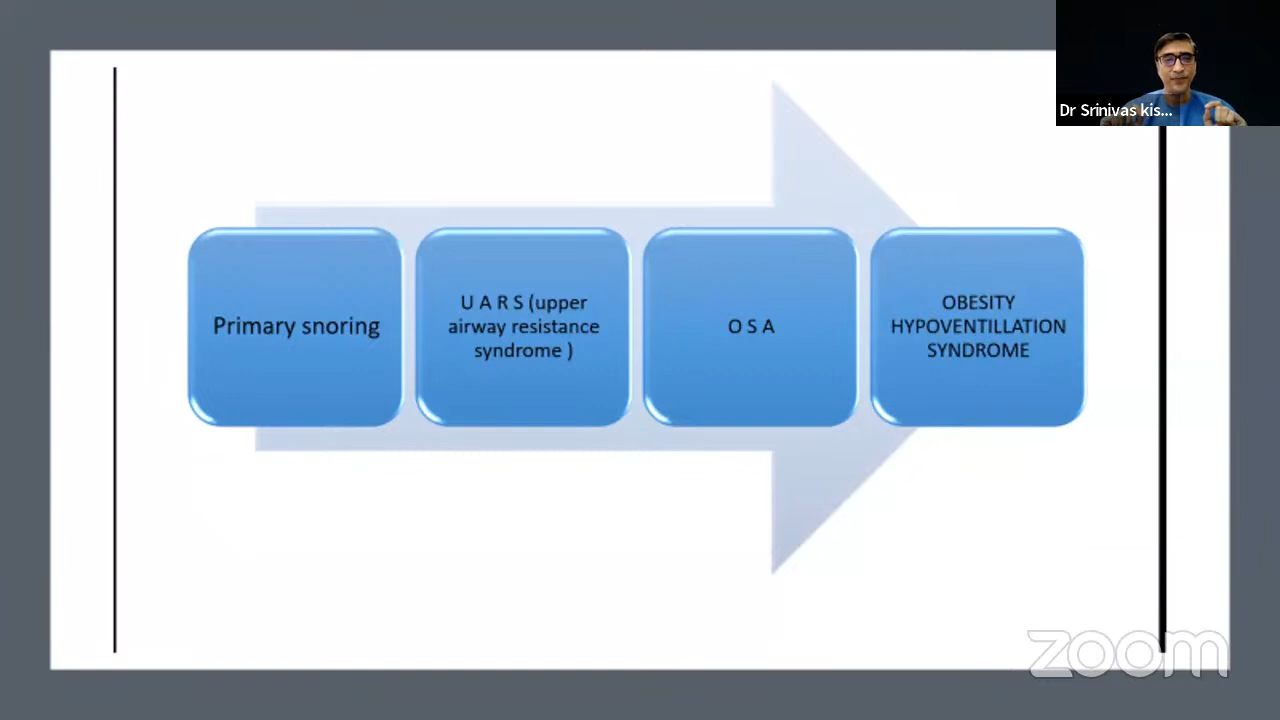 Dr Srinivas kis...
Primary snoring
U A R S (upper
airway resistance
syndrome )
O S A
OBESITY
HYPOVENTILLATION
SYNDROME
zoom